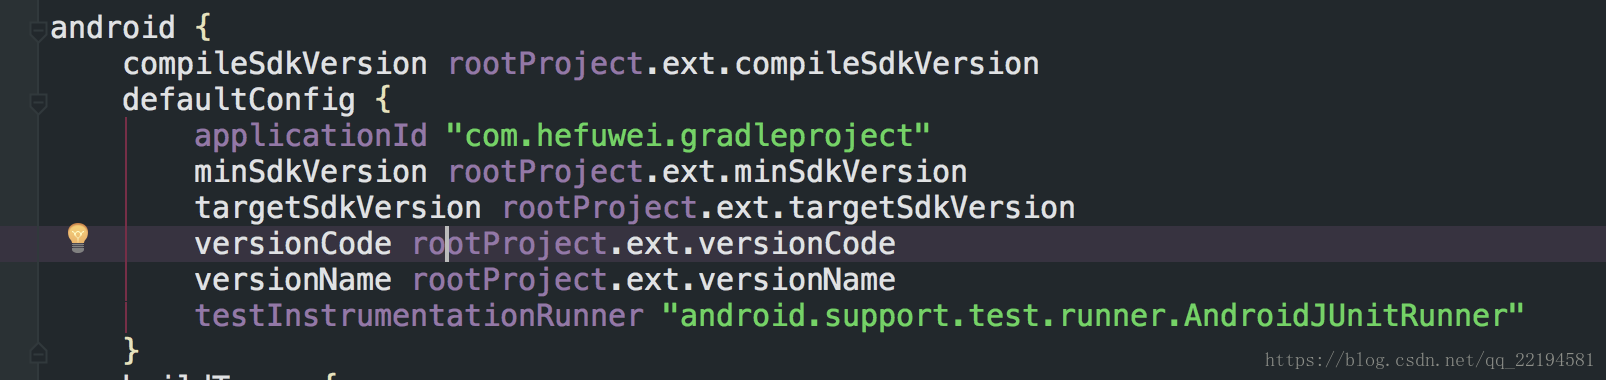 android {
    compileSdkVersion rootProject.ext.compileSdkVersion
    defaultConfig {
        applicationId "com.hefuwei.gradleproject"
        minSdkVersion rootProject.ext.minSdkVersion
        targetSdkVersion rootProject.ext.targetSdkVersion
        versionCode rootProject.ext.versionCode
        versionName rootProject.ext.versionName
        testInstrumentationRunner "android.support.test.runner.AndroidJUnitRunner"
    }
https://blog.csdn.net/qq_22194581